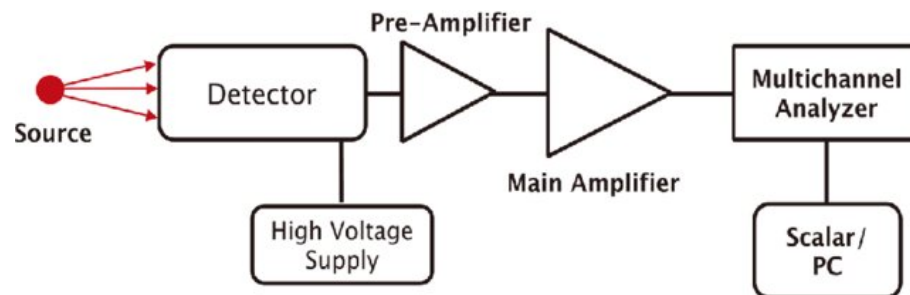 Pre-Amplifier
Detector
Source
Multichannel
Analyzer
Main Amplifier
High Voltage
Supply
Scalar/
PC